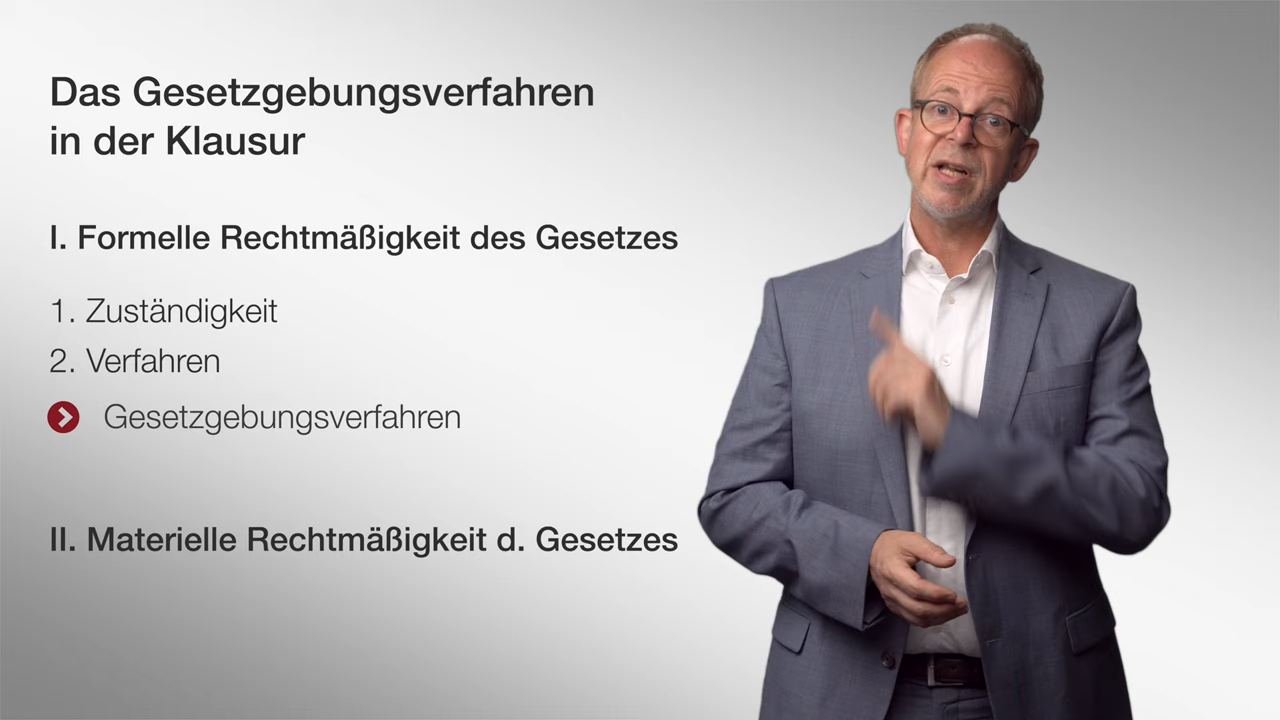 Das Gesetzgebungsverfahren
in der Klausur
I. Formelle Rechtmäßigkeit des Gesetzes
1. Zuständigkeit
2. Verfahren
Gesetzgebungsverfahren
II. Materielle Rechtmäßigkeit d. Gesetzes